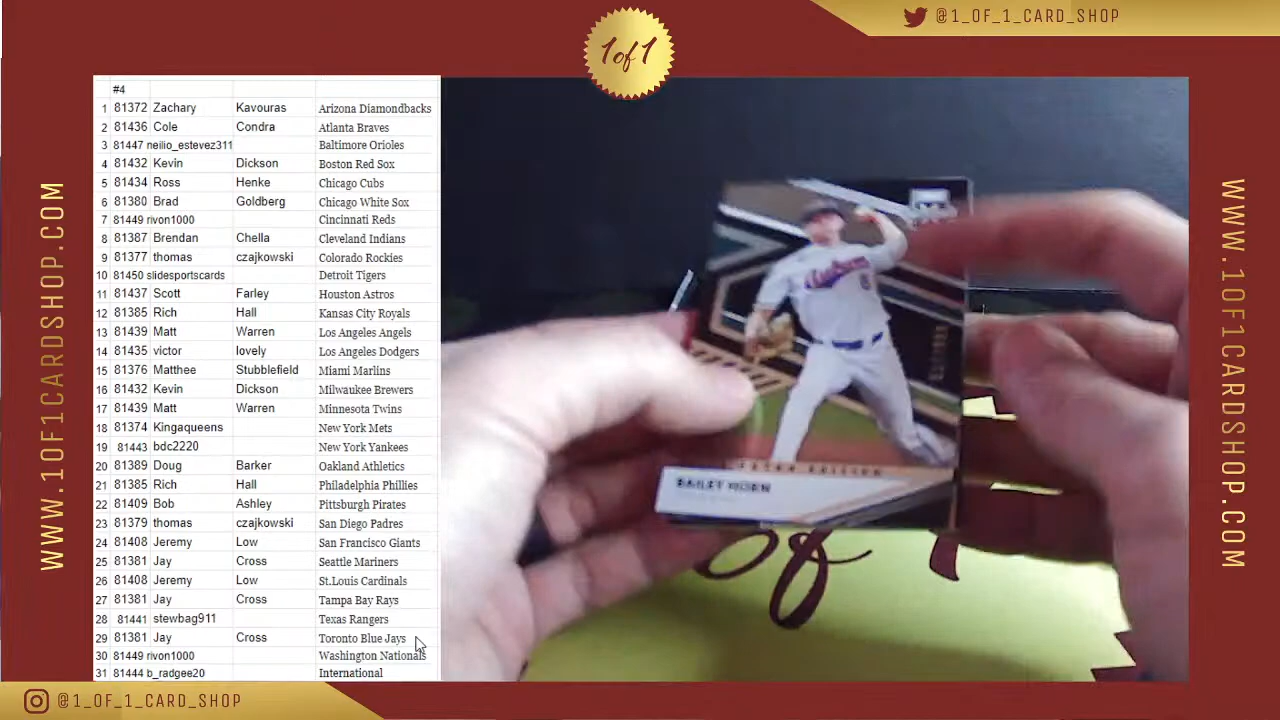 @1_OF_1_CARD_SHOP
1 of 1
#4
1 81372 Zachary Kavouras Arizona Diamondbacks
2 81436 Cole Condra Atlanta Braves
3 81447 neilio_estevez311 Baltimore Orioles
4 81432 Kevin Dickson Boston Red Sox
5 81434 Ross Henke Chicago Cubs
6 81380 Brad Goldberg Chicago White Sox
7 81449 rivon1000 Cincinnati Reds
8 81387 Brendan Chella Cleveland Indians
9 81377 thomas czajkowski Colorado Rockies
10 81450 slidesportscards Detroit Tigers
11 81437 Scott Farley Houston Astros
12 81385 Rich Hall Kansas City Royals
13 81439 Matt Warren Los Angeles Angels
14 81435 victor lovely Los Angeles Dodgers
15 81376 Matthee Stubblefield Miami Marlins
16 81432 Kevin Dickson Milwaukee Brewers
17 81439 Matt Warren Minnesota Twins
18 81374 Kingaqueens New York Mets
19 81443 bdc2220 New York Yankees
20 81389 Doug Barker Oakland Athletics
21 81385 Rich Hall Philadelphia Phillies
22 81409 Bob Ashley Pittsburgh Pirates
23 81379 thomas czajkowski San Diego Padres
24 81408 Jeremy Low San Francisco Giants
25 81381 Jay Cross Seattle Mariners
26 81408 Jeremy Low St.Louis Cardinals
27 81381 Jay Cross Tampa Bay Rays
28 81441 stewbag911 Texas Rangers
29 81381 Jay Cross Toronto Blue Jays
30 81449 rivon1000 Washington Nationals
31 81444 b_radgee20 International
WWW.1OF1CARDSHOP.COM
EXTRA EDITION
BAILEY HORN
of 1
WWW.1OF1CARDSHOP.COM
@1_OF_1_CARD_SHOP